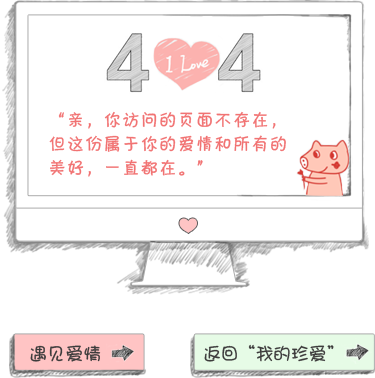 4 I Love 4
“亲，你访问的页面不存在，
但这份属于你的爱情和所有的
美好，一直都在。”
遇见爱情
返回“我的珍爱”